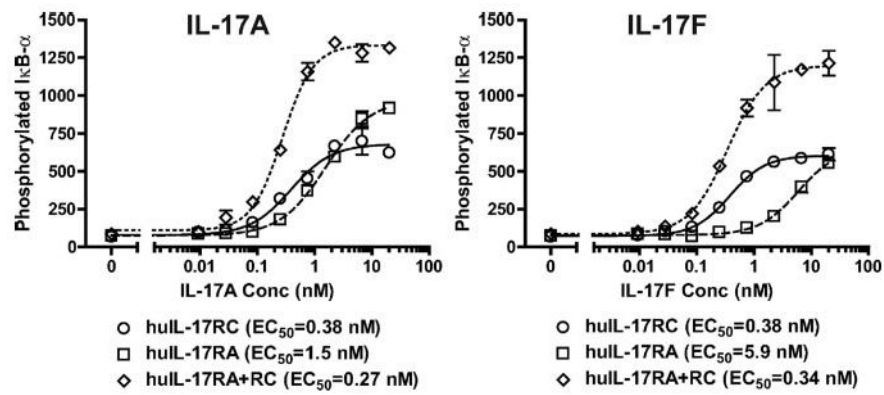 IL-17A
Phosphorylated IκB-α
1500
1250
1000
750
500
250
0
0
0.01
0.1
1
10
100
IL-17A Conc (nM)
huIL-17RC (EC50=0.38 nM)
huIL-17RA (EC50=1.5 nM)
huIL-17RA+RC (EC50=0.27 nM)
IL-17F
Phosphorylated IκB-α
1500
1250
1000
750
500
250
0
0
0.01
0.1
1
10
100
IL-17F Conc (nM)
huIL-17RC (EC50=0.38 nM)
huIL-17RA (EC50=5.9 nM)
huIL-17RA+RC (EC50=0.34 nM)